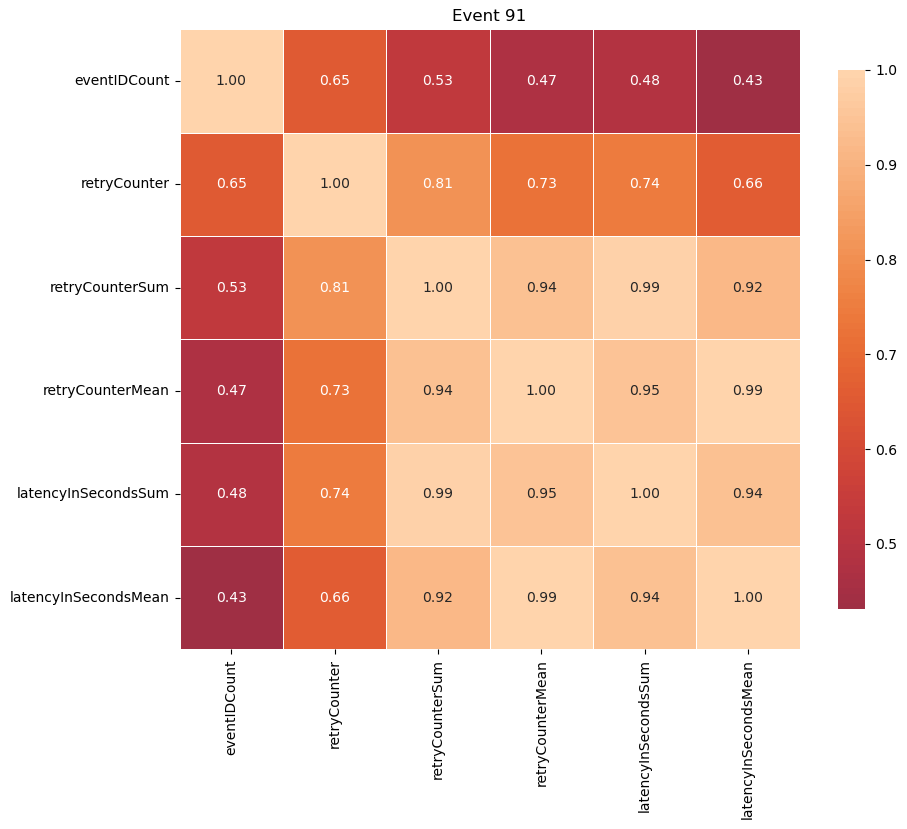 Event 91
eventIDCount 1.00 0.65 0.53 0.47 0.48 0.43
retryCounter 0.65 1.00 0.81 0.73 0.74 0.66
retryCounterSum 0.53 0.81 1.00 0.94 0.99 0.92
retryCounterMean 0.47 0.73 0.94 1.00 0.95 0.99
latencyInSecondsSum 0.48 0.74 0.99 0.95 1.00 0.94
latencyInSecondsMean 0.43 0.66 0.92 0.99 0.94 1.00
eventIDCount
retryCounter
retryCounterSum
retryCounterMean
latencyInSecondsSum
latencyInSecondsMean
1.0
0.9
0.8
0.7
0.6
0.5